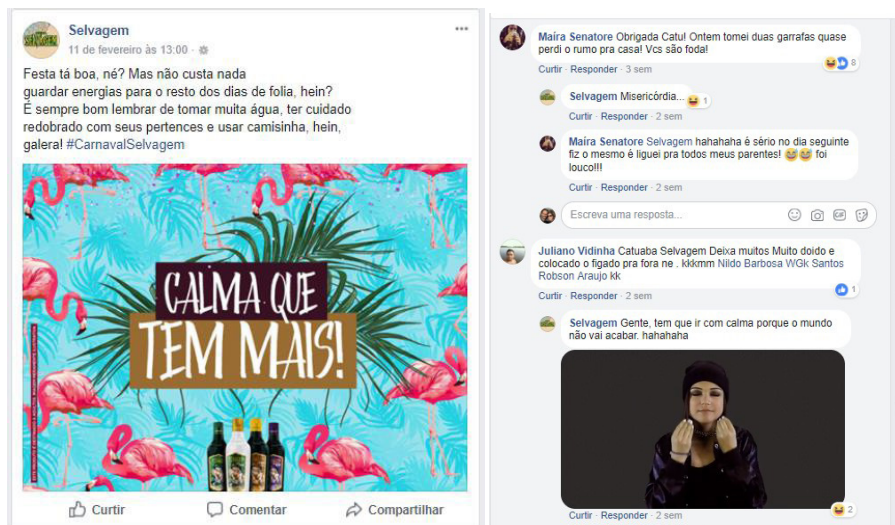 Selvagem
11 de fevereiro às 13:00 ·
Festa tá boa, né? Mas não custa nada
guardar energias para o resto dos dias de folia, hein?
É sempre bom lembrar de tomar muita água, ter cuidado
redobrado com seus pertences e usar camisinha, hein,
galera! #CarnavalSelvagem
CALMA QUE
TEM MAIS!
Curtir
Comentar
Compartilhar
Maíra Senatore Obrigada Catu! Ontem tomei duas garrafas quase
perdi o rumo pra casa! Vcs são foda!
8
Curtir · Responder · 3 sem
Selvagem Misericórdia...
1
Curtir · Responder · 2 sem
Maíra Senatore Selvagem hahahaha é sério no dia seguinte
fiz o mesmo é liguei pra todos meus parentes! 😂😂 foi
louco!!!
Curtir · Responder · 2 sem
Escreva uma resposta...
GIF
Juliano Vidinha Catuaba Selvagem Deixa muitos Muito doido e
colocado o figado pra fora ne . kkkmm Nildo Barbosa WGk Santos
Robson Araujo kk
1
Curtir · Responder · 2 sem
Selvagem Gente, tem que ir com calma porque o mundo
não vai acabar. hahahaha
2
Curtir · Responder · 2 sem